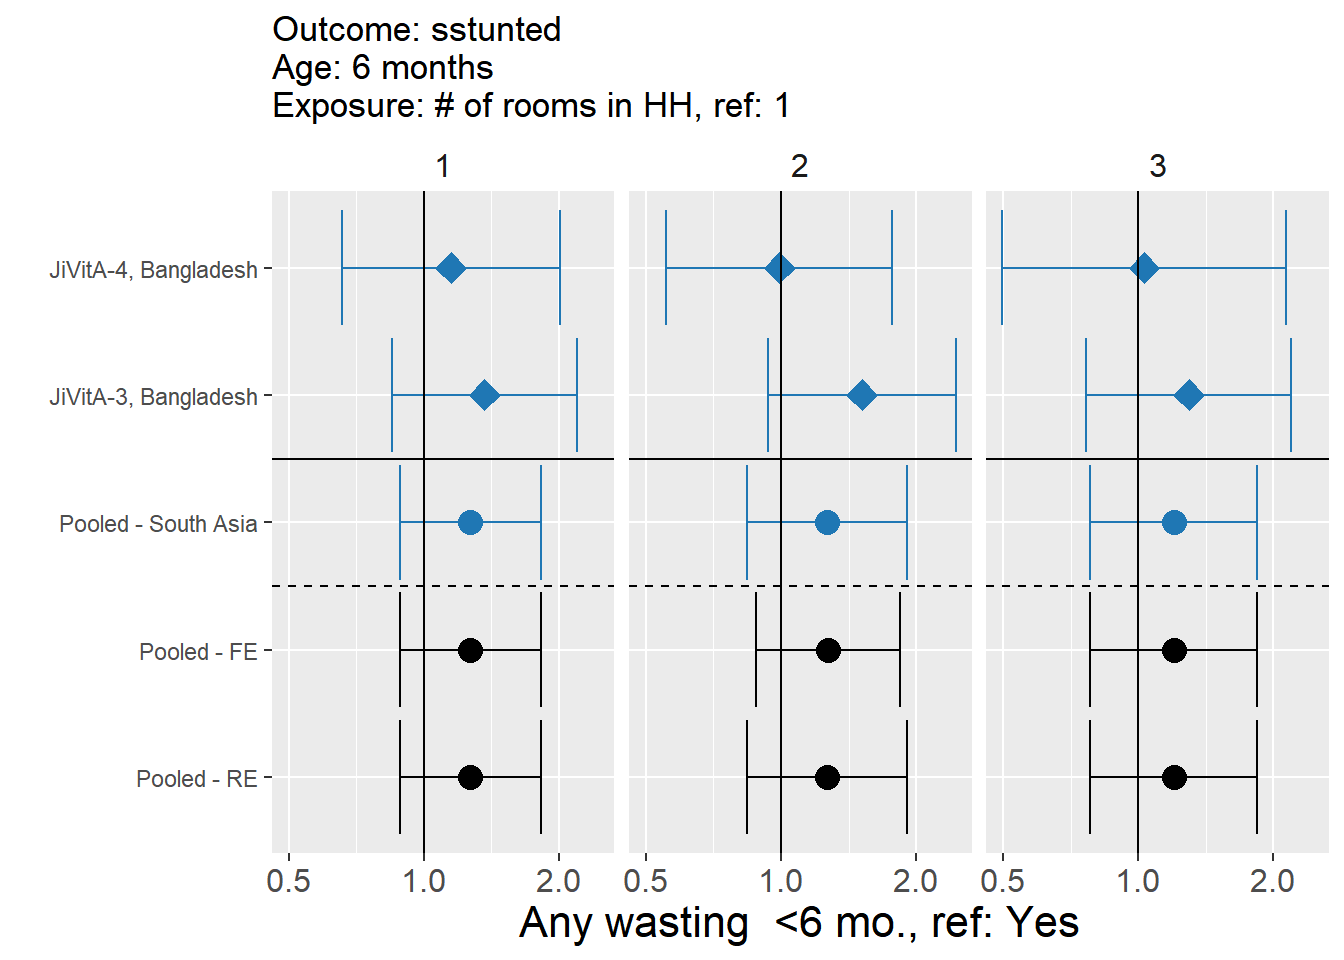 Outcome: sstunted
Age: 6 months
Exposure: # of rooms in HH, ref: 1
1 2 3
JiVitA-4, Bangladesh
JiVitA-3, Bangladesh
Pooled - South Asia
Pooled - FE
Pooled - RE
0.5 1.0 2.0 0.5 1.0 2.0 0.5 1.0 2.0
Any wasting  <6 mo., ref: Yes